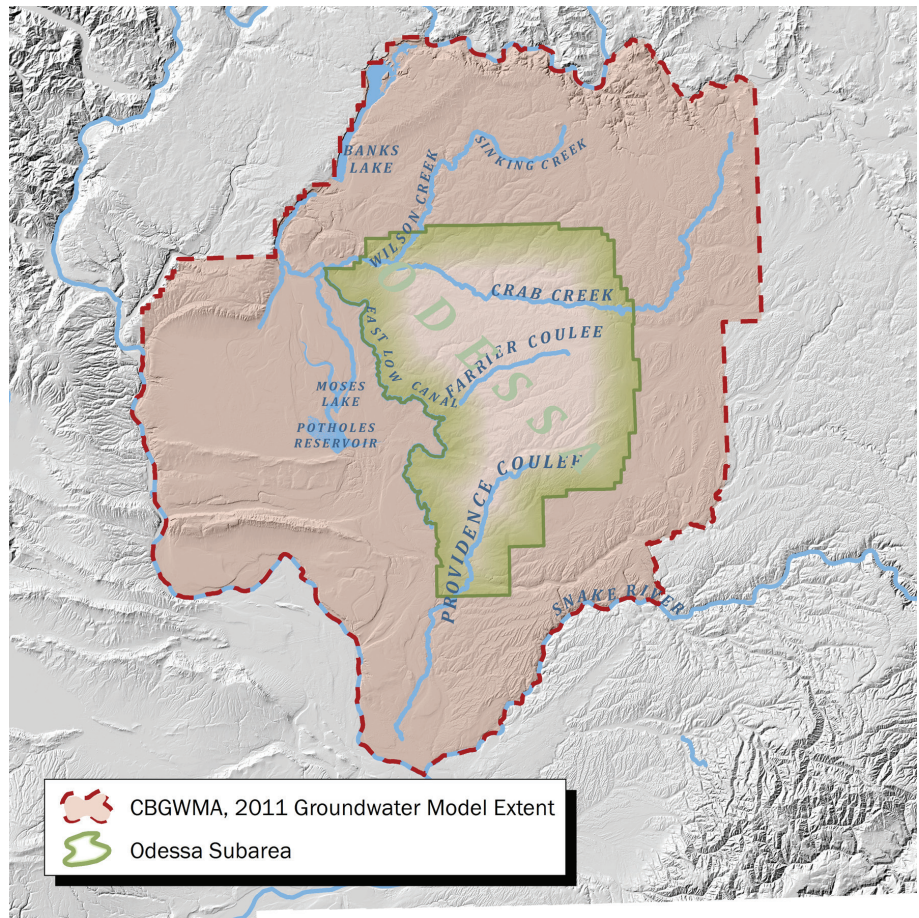 BANKS
LAKE
SINKING CREEK
WILSON CREEK
ODESSA
CRAB CREEK
EAST LOW CANAL
FARRIER COULEE
MOSES
LAKE
POTHOLES
RESERVOIR
PROVIDENCE COULEE
SNAKE RIVER
CBGWMA, 2011 Groundwater Model Extent
Odessa Subarea